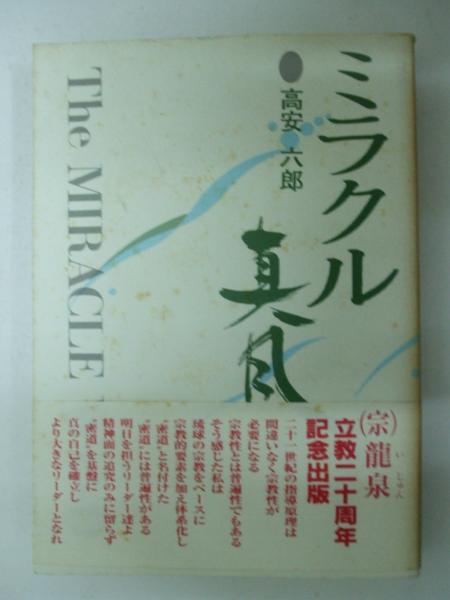 ミラクル
高安 六郎
真
The MIRACLE
(宗)龍泉
いじゅん
立教二十周年
記念出版
二十一世紀の指導原理は
間違いなく宗教性が
必要になる
宗教性とは普遍性でもある
そう感じた私は
琉球の宗教をベースに
宗教的要素を加え体系化し
〝密道〟と名付けた
〝密道〟には普遍性がある
明日を担うリーダー達よ
精神面の追究のみに留らず
〝密道〟を基盤に
真の自己を確立し
より大きなリーダーとなれ